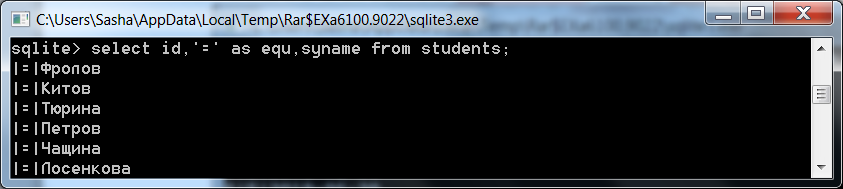 C:\Users\Sasha\AppData\Local\Temp\Rar$EXa6100.9022\sqlite3.exe
sqlite> select id,'=' as equ,syname from students;
|=|Фролов
|=|Китов
|=|Тюрина
|=|Петров
|=|Чащина
|=|Лосенкова